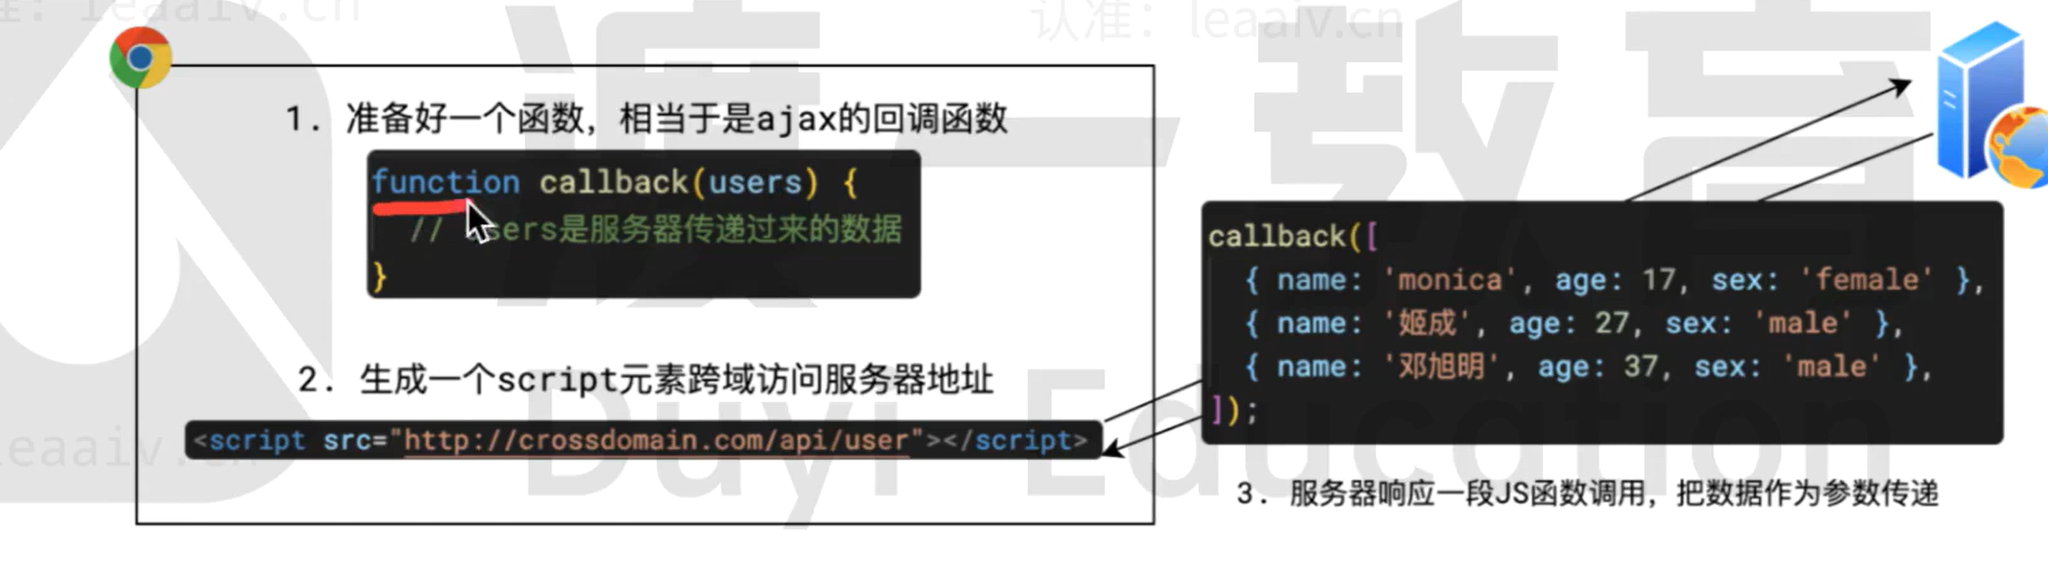 准: leaaiv.cn
认准: leaaiv.cn
渡一教育
1. 准备好一个函数，相当于是ajax的回调函数
function callback(users) {
// users是服务器传递过来的数据
}
2. 生成一个script元素跨域访问服务器地址
<script src="http://crossdomain.com/api/user"></script>
callback([
{ name: 'monica', age: 17, sex: 'female' },
{ name: '姬成', age: 27, sex: 'male' },
{ name: '邓旭明', age: 37, sex: 'male' },
]);
3. 服务器响应一段JS函数调用，把数据作为参数传递
leaaiv.cn
Duyi Education